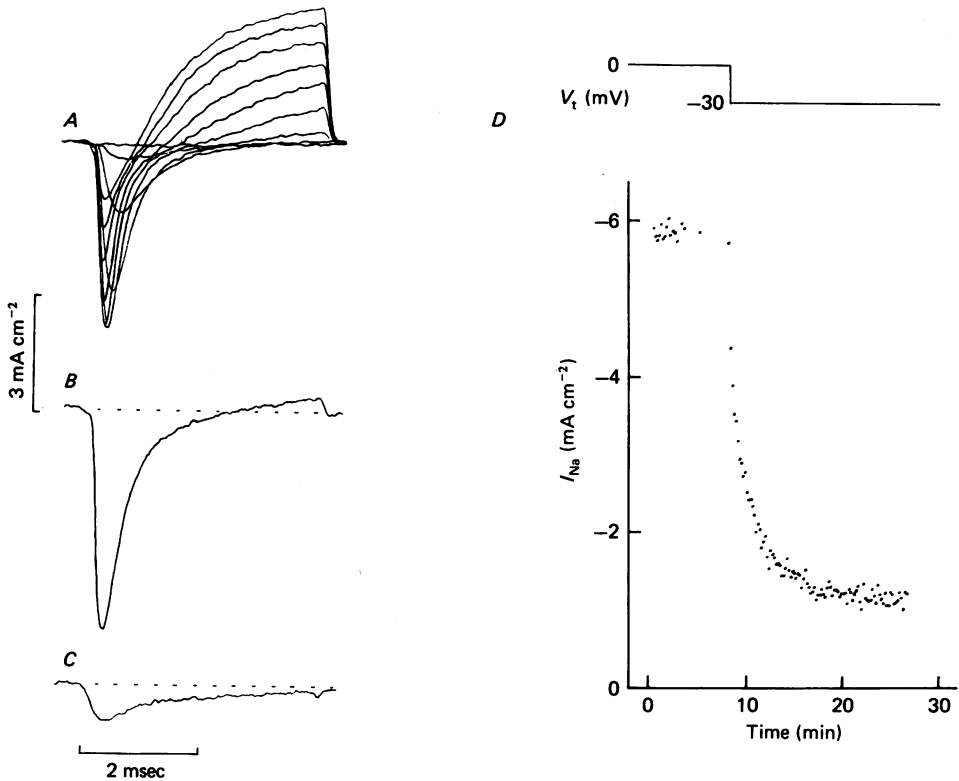 A
3 mA cm⁻²
B
C
2 msec
D
0
V_t (mV)
−30
−6
−4
−2
0
I_Na (mA cm⁻²)
0 10 20 30
Time (min)